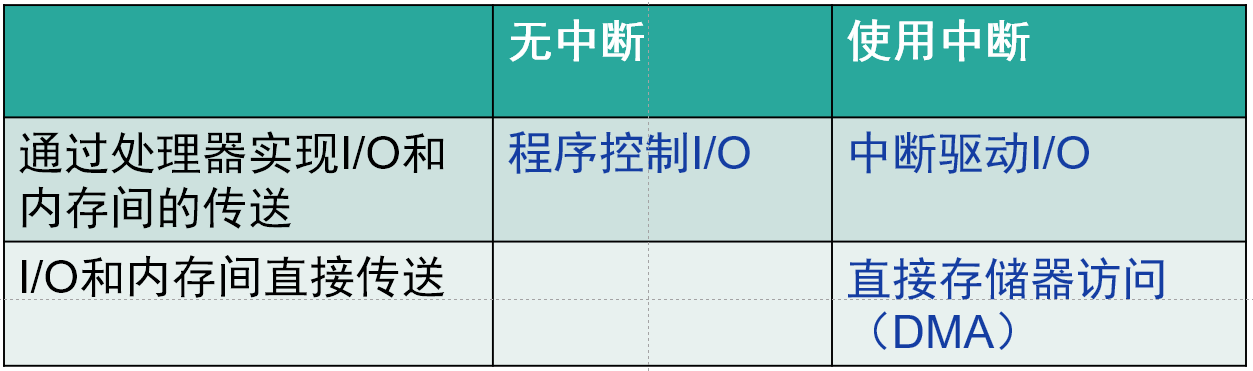 无中断
使用中断
通过处理器实现I/O和
内存间的传送
程序控制I/O
中断驱动I/O
I/O和内存间直接传送
直接存储器访问
（DMA）